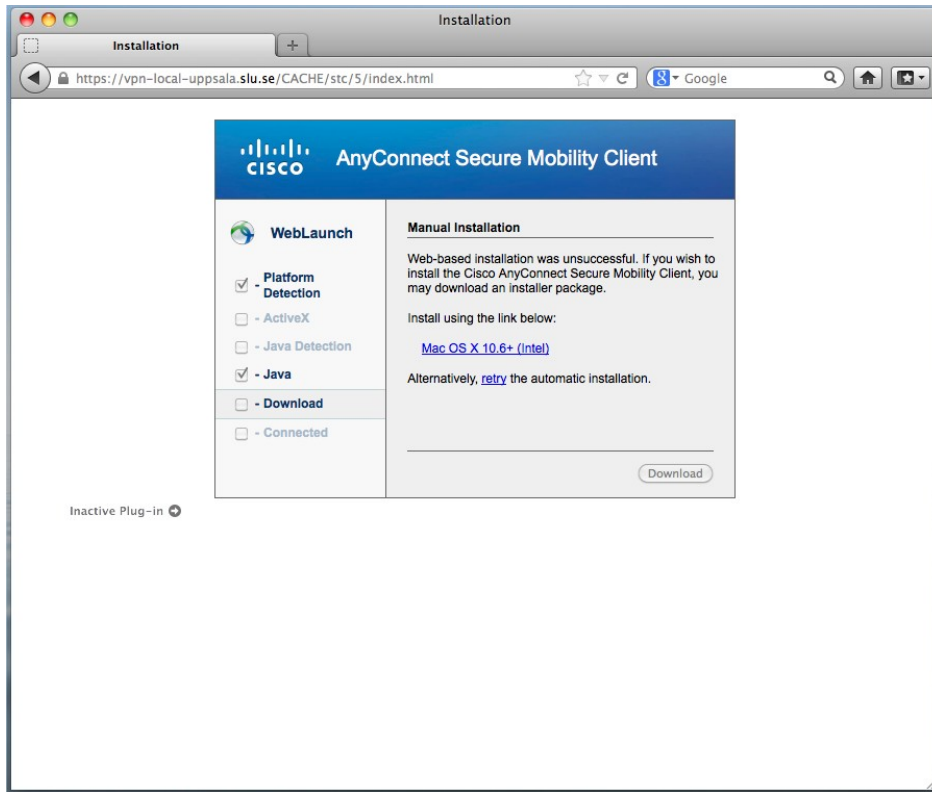 Installation
Installation
https://vpn-local-uppsala.slu.se/CACHE/stc/5/index.html
Google
CISCO
AnyConnect Secure Mobility Client
WebLaunch
- Platform
Detection
- ActiveX
- Java Detection
- Java
- Download
- Connected
Manual Installation
Web-based installation was unsuccessful. If you wish to
install the Cisco AnyConnect Secure Mobility Client, you
may download an installer package.
Install using the link below:
Mac OS X 10.6+ (Intel)
Alternatively, retry the automatic installation.
Download
Inactive Plug-in